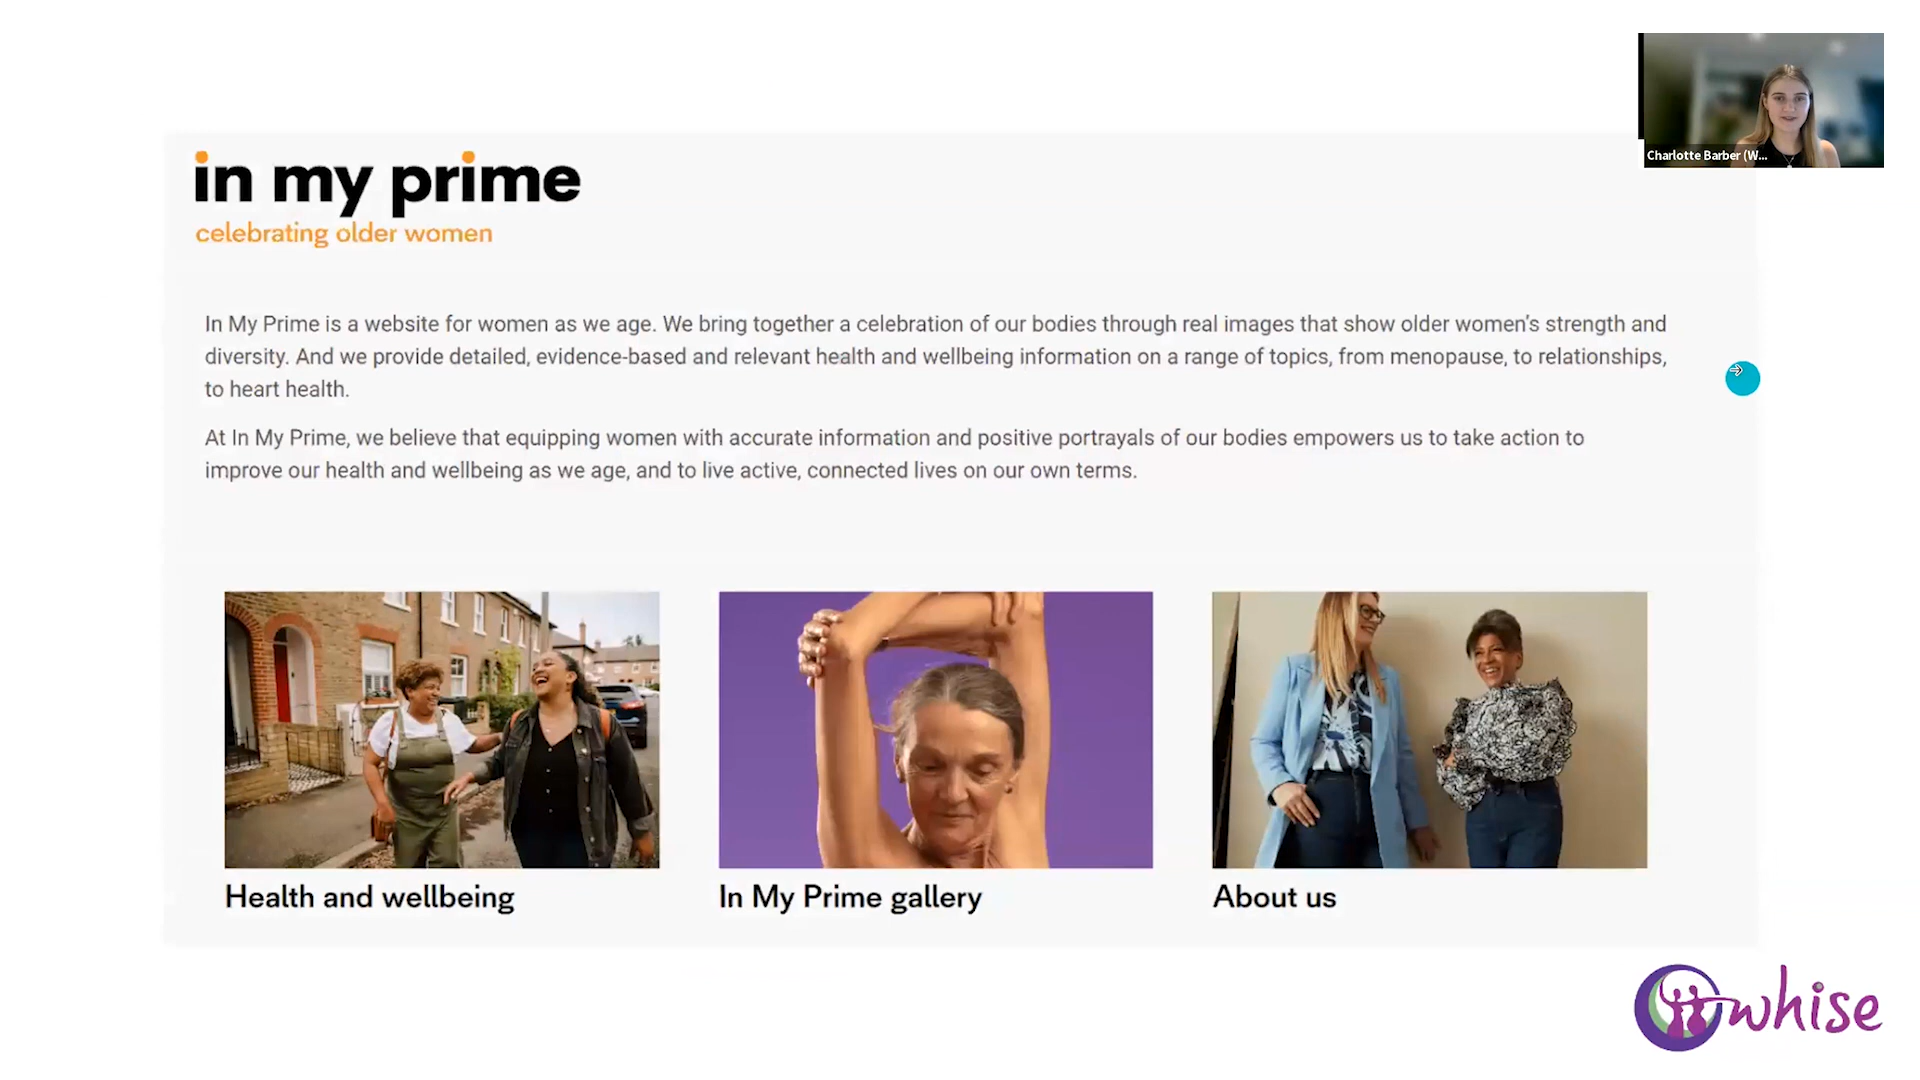 Charlotte Barber (W...
in my prime
celebrating older women
In My Prime is a website for women as we age. We bring together a celebration of our bodies through real images that show older women's strength and
diversity. And we provide detailed, evidence-based and relevant health and wellbeing information on a range of topics, from menopause, to relationships,
to heart health.
At In My Prime, we believe that equipping women with accurate information and positive portrayals of our bodies empowers us to take action to
improve our health and wellbeing as we age, and to live active, connected lives on our own terms.
Health and wellbeing
In My Prime gallery
About us
whise